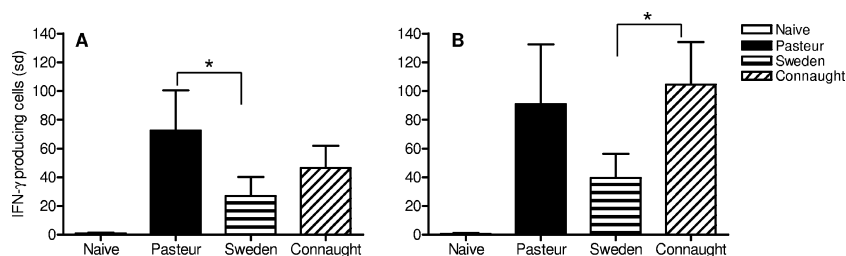 IFN-γ producing cells (sd)
A
*
140
120
100
80
60
40
20
0
Naive Pasteur Sweden Connaught
B
*
140
120
100
80
60
40
20
0
Naive Pasteur Sweden Connaught
Naive
Pasteur
Sweden
Connaught